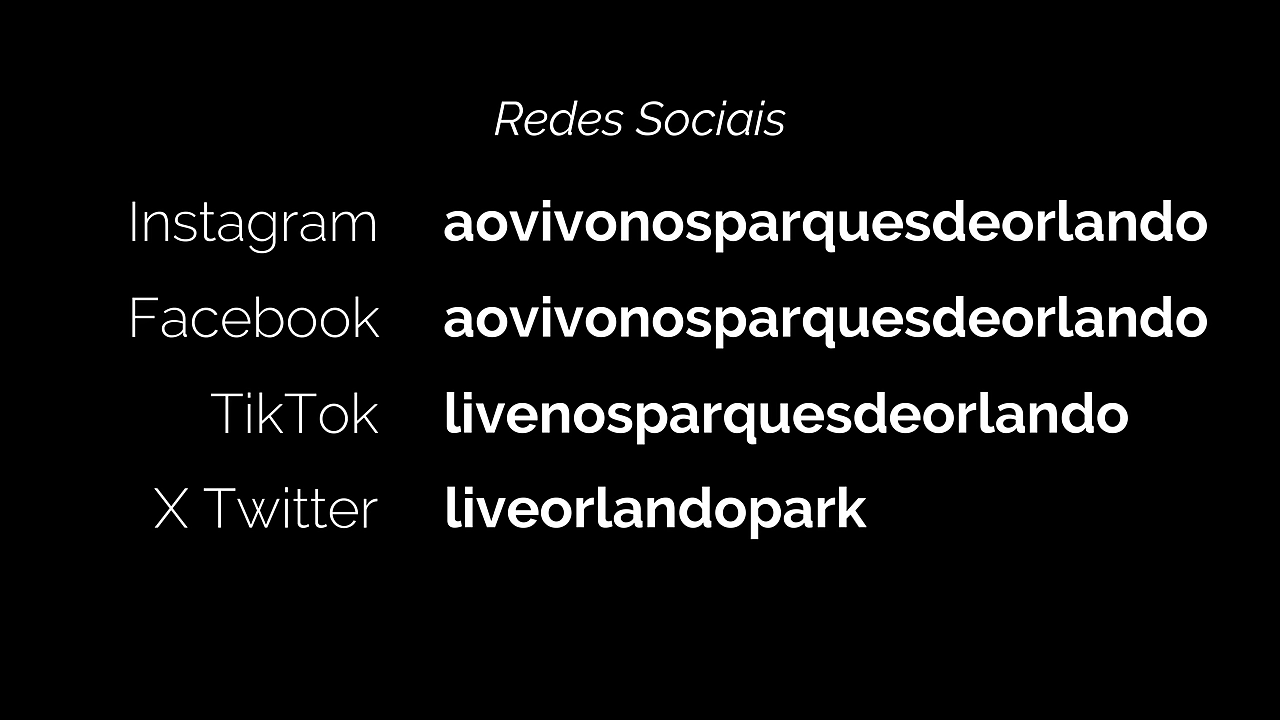 Redes Sociais
Instagram aovivonosparquesdeorlando
Facebook aovivonosparquesdeorlando
TikTok livenosparquesdeorlando
X Twitter liveorlandopark